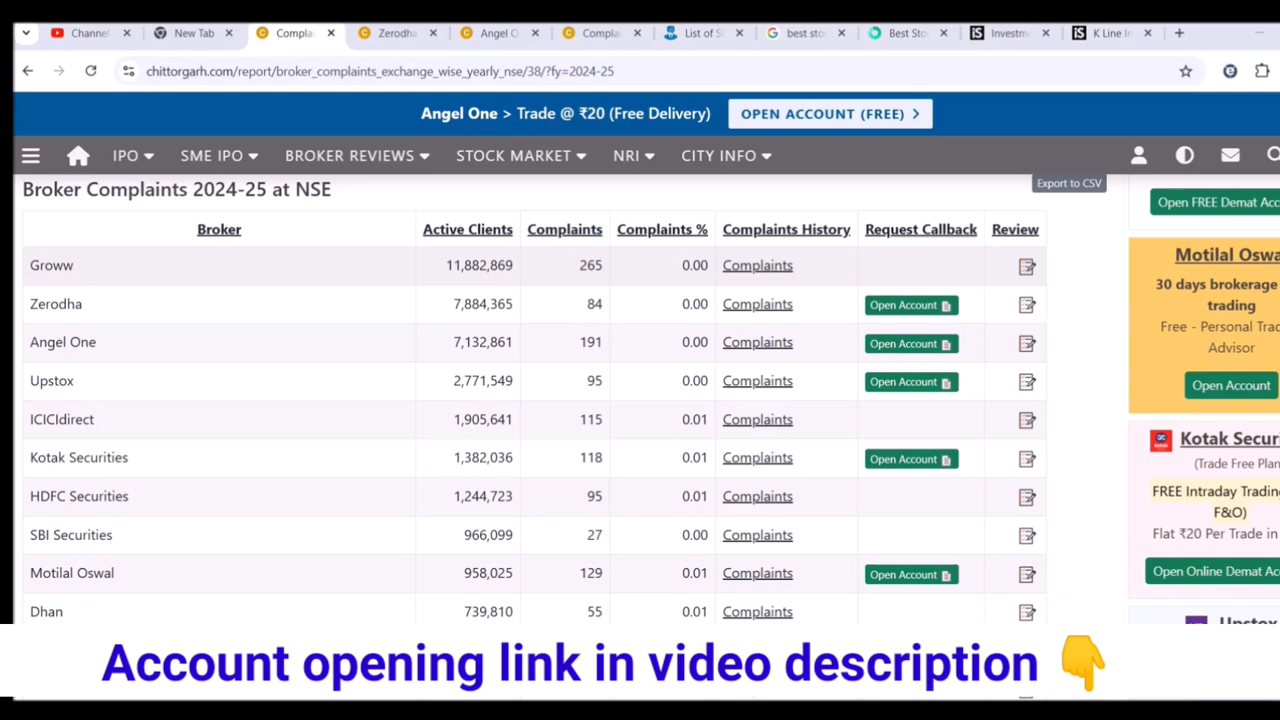 Channel
New Tab
Complai
Zerodha
Angel O
Complai
List of S
best sto
Best Sto
Investm
K Line I
chittorgarh.com/report/broker_complaints_exchange_wise_yearly_nse/38/?fy=2024-25
Angel One > Trade @ ₹20 (Free Delivery) OPEN ACCOUNT (FREE)
IPO SME IPO BROKER REVIEWS STOCK MARKET NRI CITY INFO
Export to CSV
Broker Complaints 2024-25 at NSE
Broker Active Clients Complaints Complaints % Complaints History Request Callback Review
Groww 11,882,869 265 0.00 Complaints
Zerodha 7,884,365 84 0.00 Complaints Open Account
Angel One 7,132,861 191 0.00 Complaints Open Account
Upstox 2,771,549 95 0.00 Complaints Open Account
ICICIdirect 1,905,641 115 0.01 Complaints
Kotak Securities 1,382,036 118 0.01 Complaints Open Account
HDFC Securities 1,244,723 95 0.01 Complaints
SBI Securities 966,099 27 0.00 Complaints
Motilal Oswal 958,025 129 0.01 Complaints Open Account
Dhan 739,810 55 0.01 Complaints
Open FREE Demat Acc
Motilal Oswa
30 days brokerage
trading
Free - Personal Trad
Advisor
Open Account
Kotak Securi
(Trade Free Plan
FREE Intraday Trading
F&O)
Flat ₹20 Per Trade in
Open Online Demat Ac
Account opening link in video description 👇